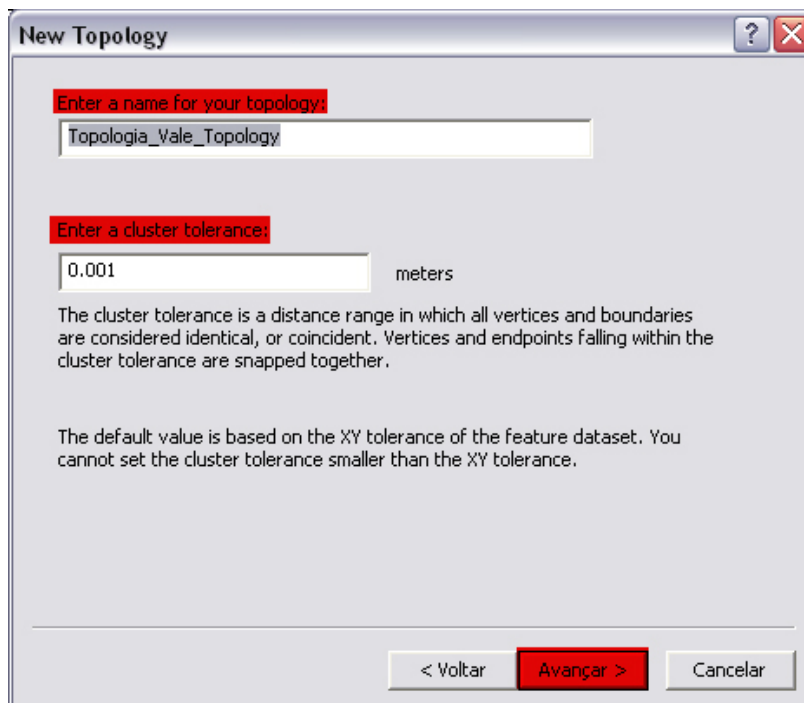 New Topology
Enter a name for your topology:
Topologia_Vale_Topology
Enter a cluster tolerance:
0.001 meters
The cluster tolerance is a distance range in which all vertices and boundaries
are considered identical, or coincident. Vertices and endpoints falling within the
cluster tolerance are snapped together.
The default value is based on the XY tolerance of the feature dataset. You
cannot set the cluster tolerance smaller than the XY tolerance.
< Voltar Avançar > Cancelar